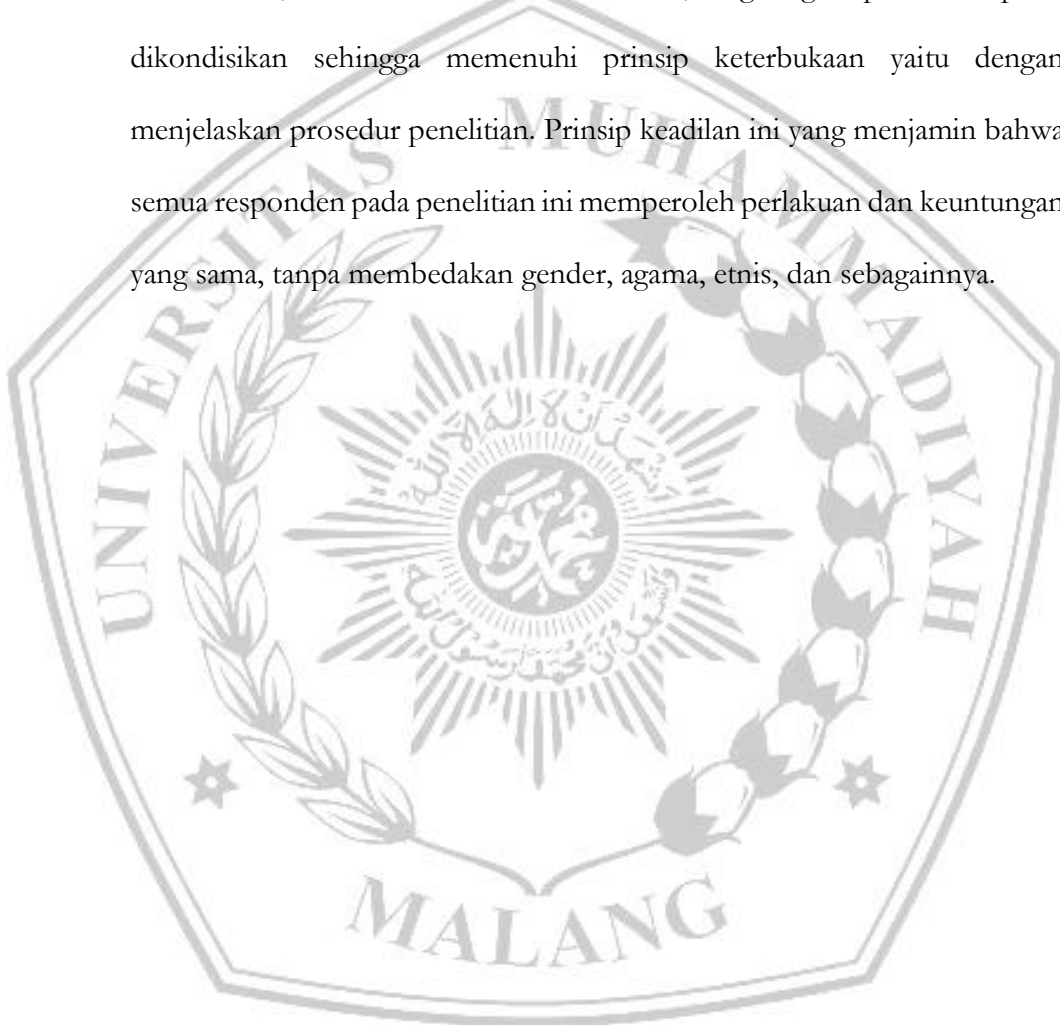 dikondisikan sehingga memenuhi prinsip keterbukaan yaitu dengan
menjelaskan prosedur penelitian. Prinsip keadilan ini yang menjamin bahwa
semua responden pada penelitian ini memperoleh perlakuan dan keuntungan
yang sama, tanpa membedakan gender, agama, etnis, dan sebagainnya.
UNIVERSITAS MUHAMMADIYAH
MALANG